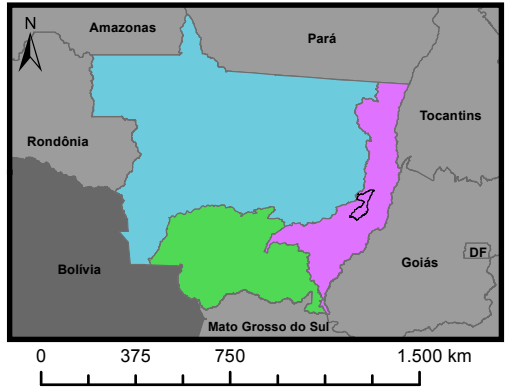 N
Amazonas
Pará
Tocantins
Rondônia
Goiás
DF
Bolívia
Mato Grosso do Sul
0 375 750 1.500 km